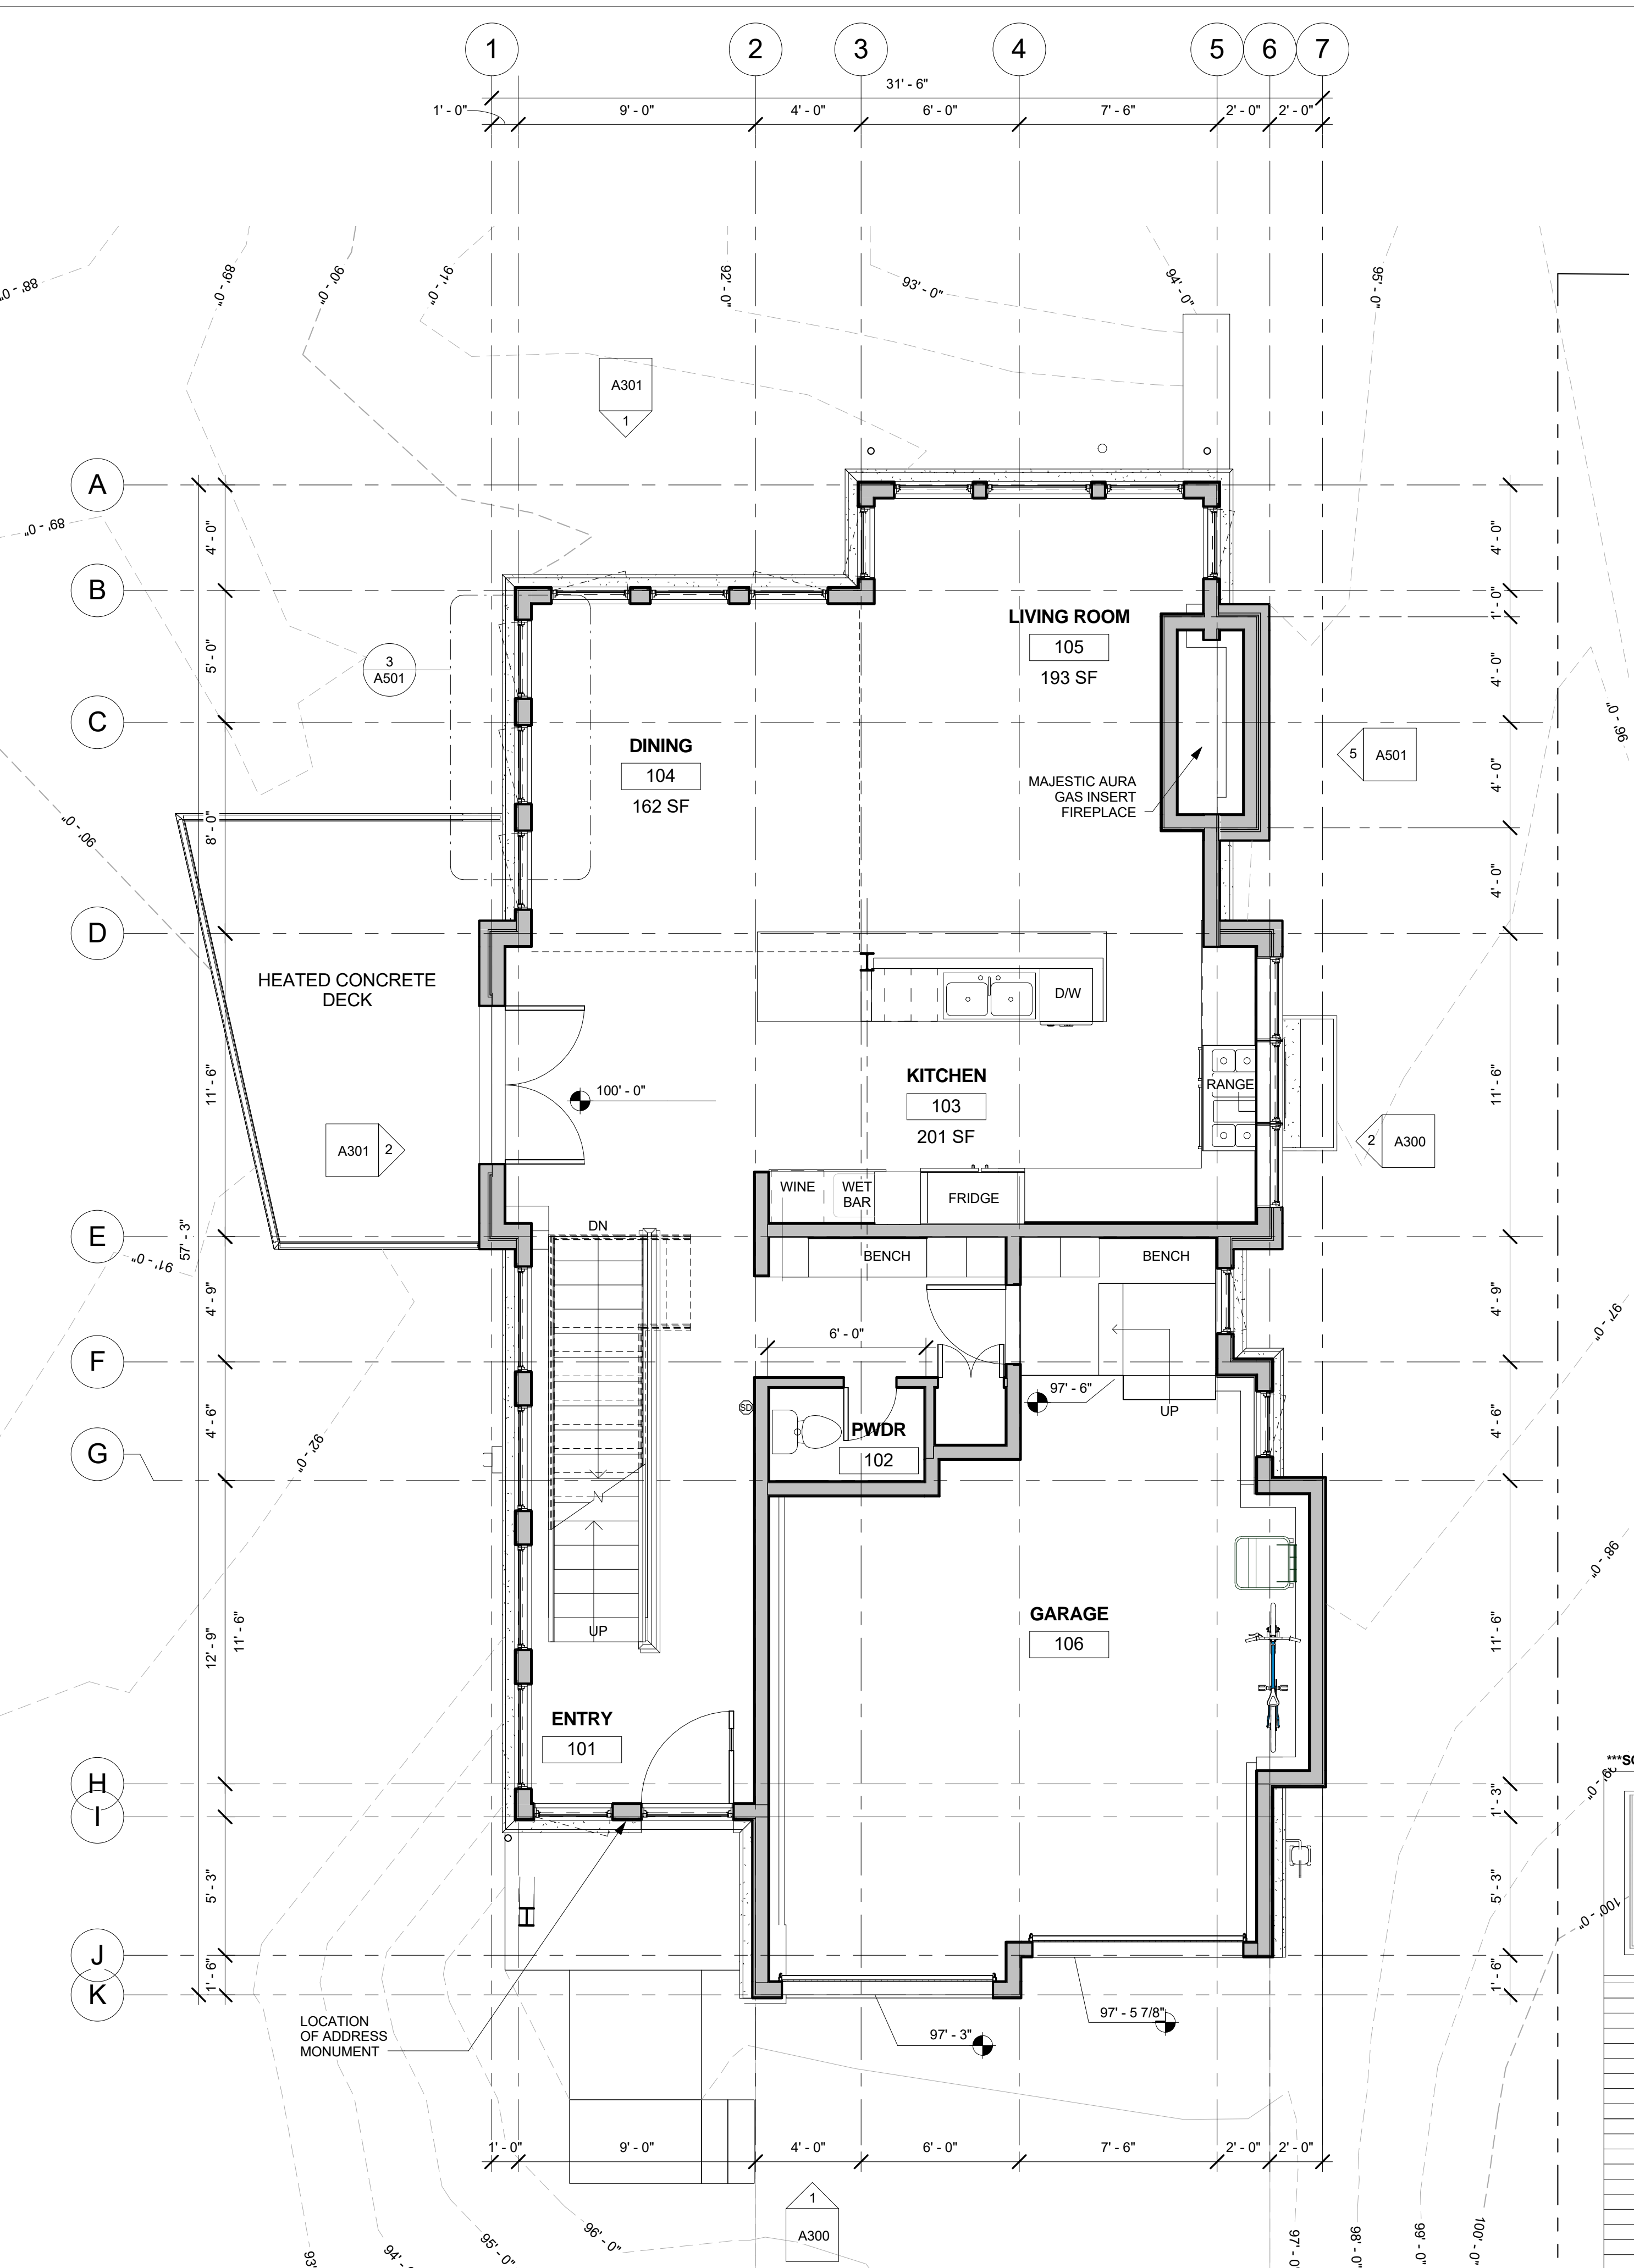 1 2 3 4 5 6 7
31' - 6"
1' - 0" 9' - 0" 4' - 0" 6' - 0" 7' - 6" 2' - 0" 2' - 0"
88' - 0" 89' - 0" 90' - 0" 91' - 0" 92' - 0" 93' - 0" 94' - 0" 95' - 0"
A301
1
A
4' - 0" 4' - 0"
89' - 0"
B
1' - 0"
LIVING ROOM
105
193 SF
3
A501
5' - 0" 4' - 0"
C
96' - 0"
DINING
104
162 SF
5 A501
MAJESTIC AURA
GAS INSERT
FIREPLACE
4' - 0"
90' - 0"
8' - 0"
4' - 0"
D
HEATED CONCRETE
DECK
D/W
KITCHEN
103
201 SF
RANGE
100' - 0"
11' - 6" 11' - 6"
A301 2
2 A300
WINE
WET
BAR
FRIDGE
E
DN
57' - 3"
91' - 0"
BENCH BENCH
4' - 9" 4' - 9"
97' - 0"
6' - 0"
F
97' - 6"
UP
SD
PWDR
102
4' - 6" 4' - 6"
92' - 0"
G
98' - 0"
GARAGE
106
UP
12' - 9" 11' - 6" 11' - 6"
ENTRY
101
***SO
99' - 0"
H
1' - 3"
I
5' - 3" 5' - 3"
100' - 0"
J
1' - 6" 1' - 6"
K
LOCATION
OF ADDRESS
MONUMENT
97' - 5 7/8"
97' - 3"
1' - 0" 9' - 0" 4' - 0" 6' - 0" 7' - 6" 2' - 0" 2' - 0"
1
A300
93' 94' - 0" 95' - 0" 96' - 0" 97' - 0" 98' - 0" 99' - 0" 100' - 0"